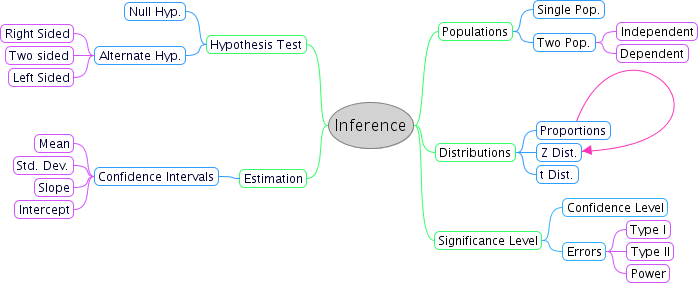 Inference
Hypothesis Test
Null Hyp.
Alternate Hyp.
Right Sided
Two sided
Left Sided
Estimation
Confidence Intervals
Mean
Std. Dev.
Slope
Intercept
Populations
Single Pop.
Two Pop.
Independent
Dependent
Distributions
Proportions
Z Dist.
t Dist.
Significance Level
Confidence Level
Errors
Type I
Type II
Power